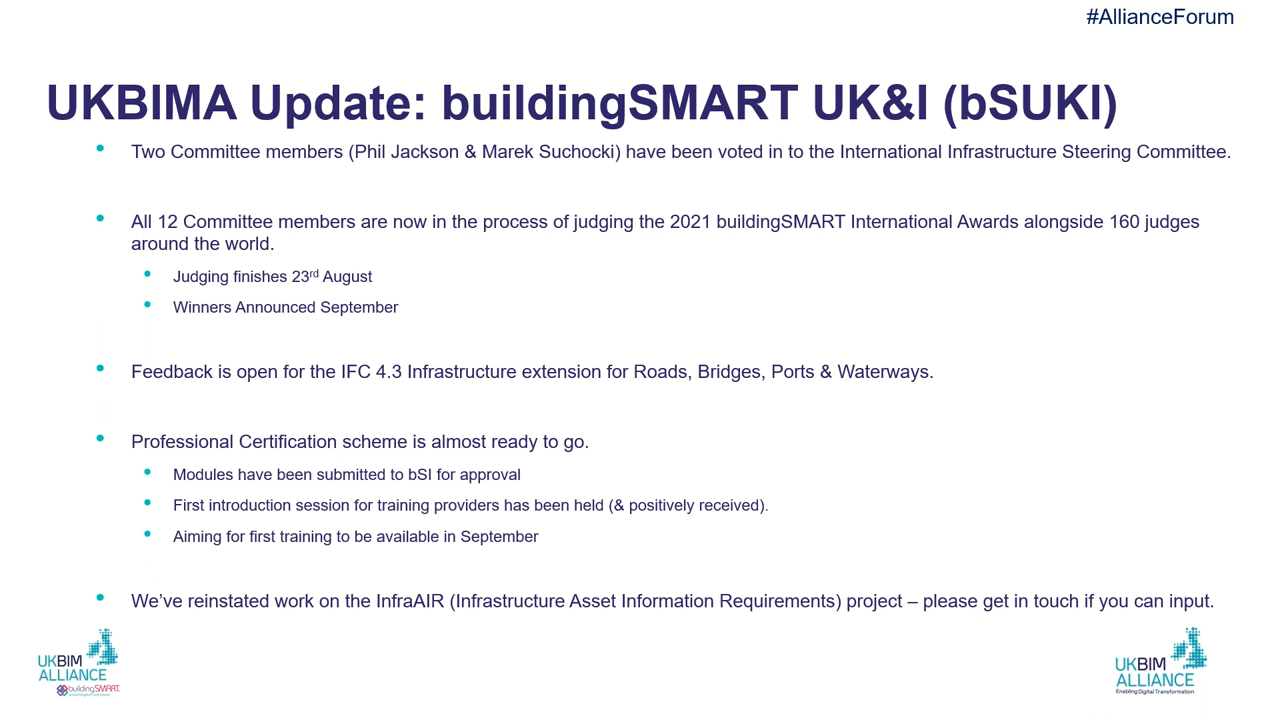 #AllianceForum
UKBIMA Update: buildingSMART UK&I (bSUKI)
• Two Committee members (Phil Jackson & Marek Suchocki) have been voted in to the International Infrastructure Steering Committee.
• All 12 Committee members are now in the process of judging the 2021 buildingSMART International Awards alongside 160 judges
around the world.
• Judging finishes 23rd August
• Winners Announced September
• Feedback is open for the IFC 4.3 Infrastructure extension for Roads, Bridges, Ports & Waterways.
• Professional Certification scheme is almost ready to go.
• Modules have been submitted to bSI for approval
• First introduction session for training providers has been held (& positively received).
• Aiming for first training to be available in September
• We’ve reinstated work on the InfraAIR (Infrastructure Asset Information Requirements) project – please get in touch if you can input.
UKBIM
ALLIANCE
buildingSMART
UKBIM
ALLIANCE
Enabling Digital Transformation